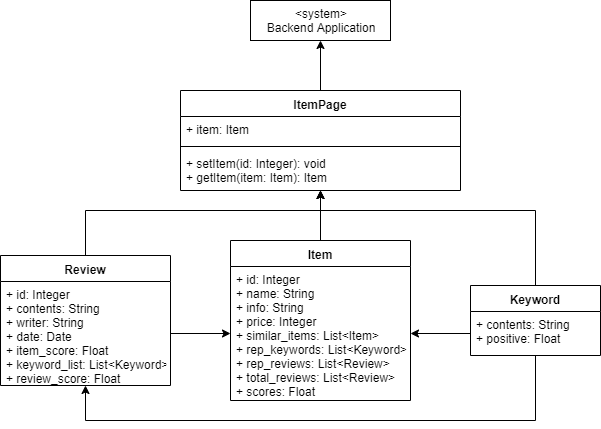 <system>
Backend Application
ItemPage
+ item: Item
+ setItem(id: Integer): void
+ getItem(item: Item): Item
Review
+ id: Integer
+ contents: String
+ writer: String
+ date: Date
+ item_score: Float
+ keyword_list: List<Keyword>
+ review_score: Float
Item
+ id: Integer
+ name: String
+ info: String
+ price: Integer
+ similar_items: List<Item>
+ rep_keywords: List<Keyword>
+ rep_reviews: List<Review>
+ total_reviews: List<Review>
+ scores: Float
Keyword
+ contents: String
+ positive: Float